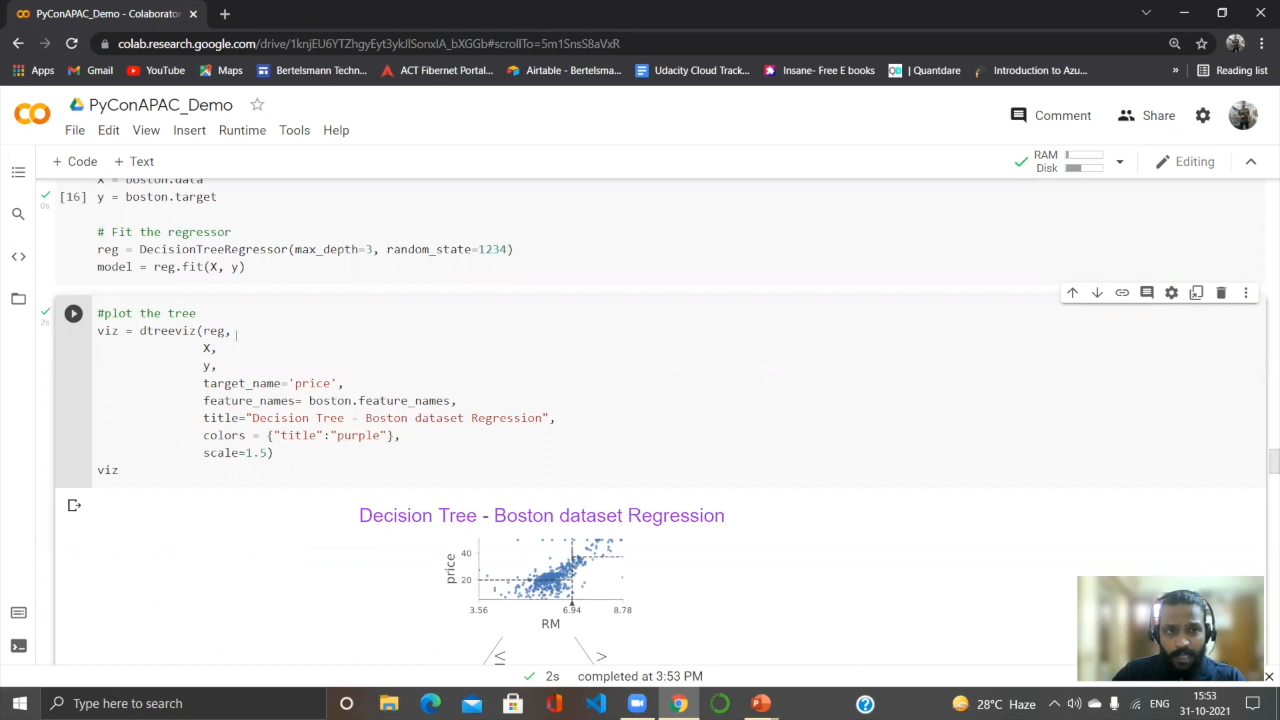 PyConAPAC_Demo - Colaborator
colab.research.google.com/drive/1knjEU6YTZhgyEyt3ykJlSonxIA_bXGGb#scrollTo=5m1SnsS8aVxR
Apps Gmail YouTube Maps Bertelsmann Techn... ACT Fibernet Portal... Airtable - Bertelsma... Udacity Cloud Track... Insane- Free E books QD | Quantdare Introduction to Azu... » Reading list
PyConAPAC_Demo
Comment Share
File Edit View Insert Runtime Tools Help
+ Code + Text
RAM
Disk
Editing
X = boston.data
[16] y = boston.target
0s
# Fit the regressor
reg = DecisionTreeRegressor(max_depth=3, random_state=1234)
model = reg.fit(X, y)
2s
#plot the tree
viz = dtreeviz(reg,
X,
y,
target_name='price',
feature_names= boston.feature_names,
title="Decision Tree - Boston dataset Regression",
colors = {"title":"purple"},
scale=1.5)
viz
Decision Tree - Boston dataset Regression
price
40
20
3.56 6.94 8.78
RM
≤ >
2s completed at 3:53 PM
Type here to search
28°C Haze
ENG
15:53
31-10-2021